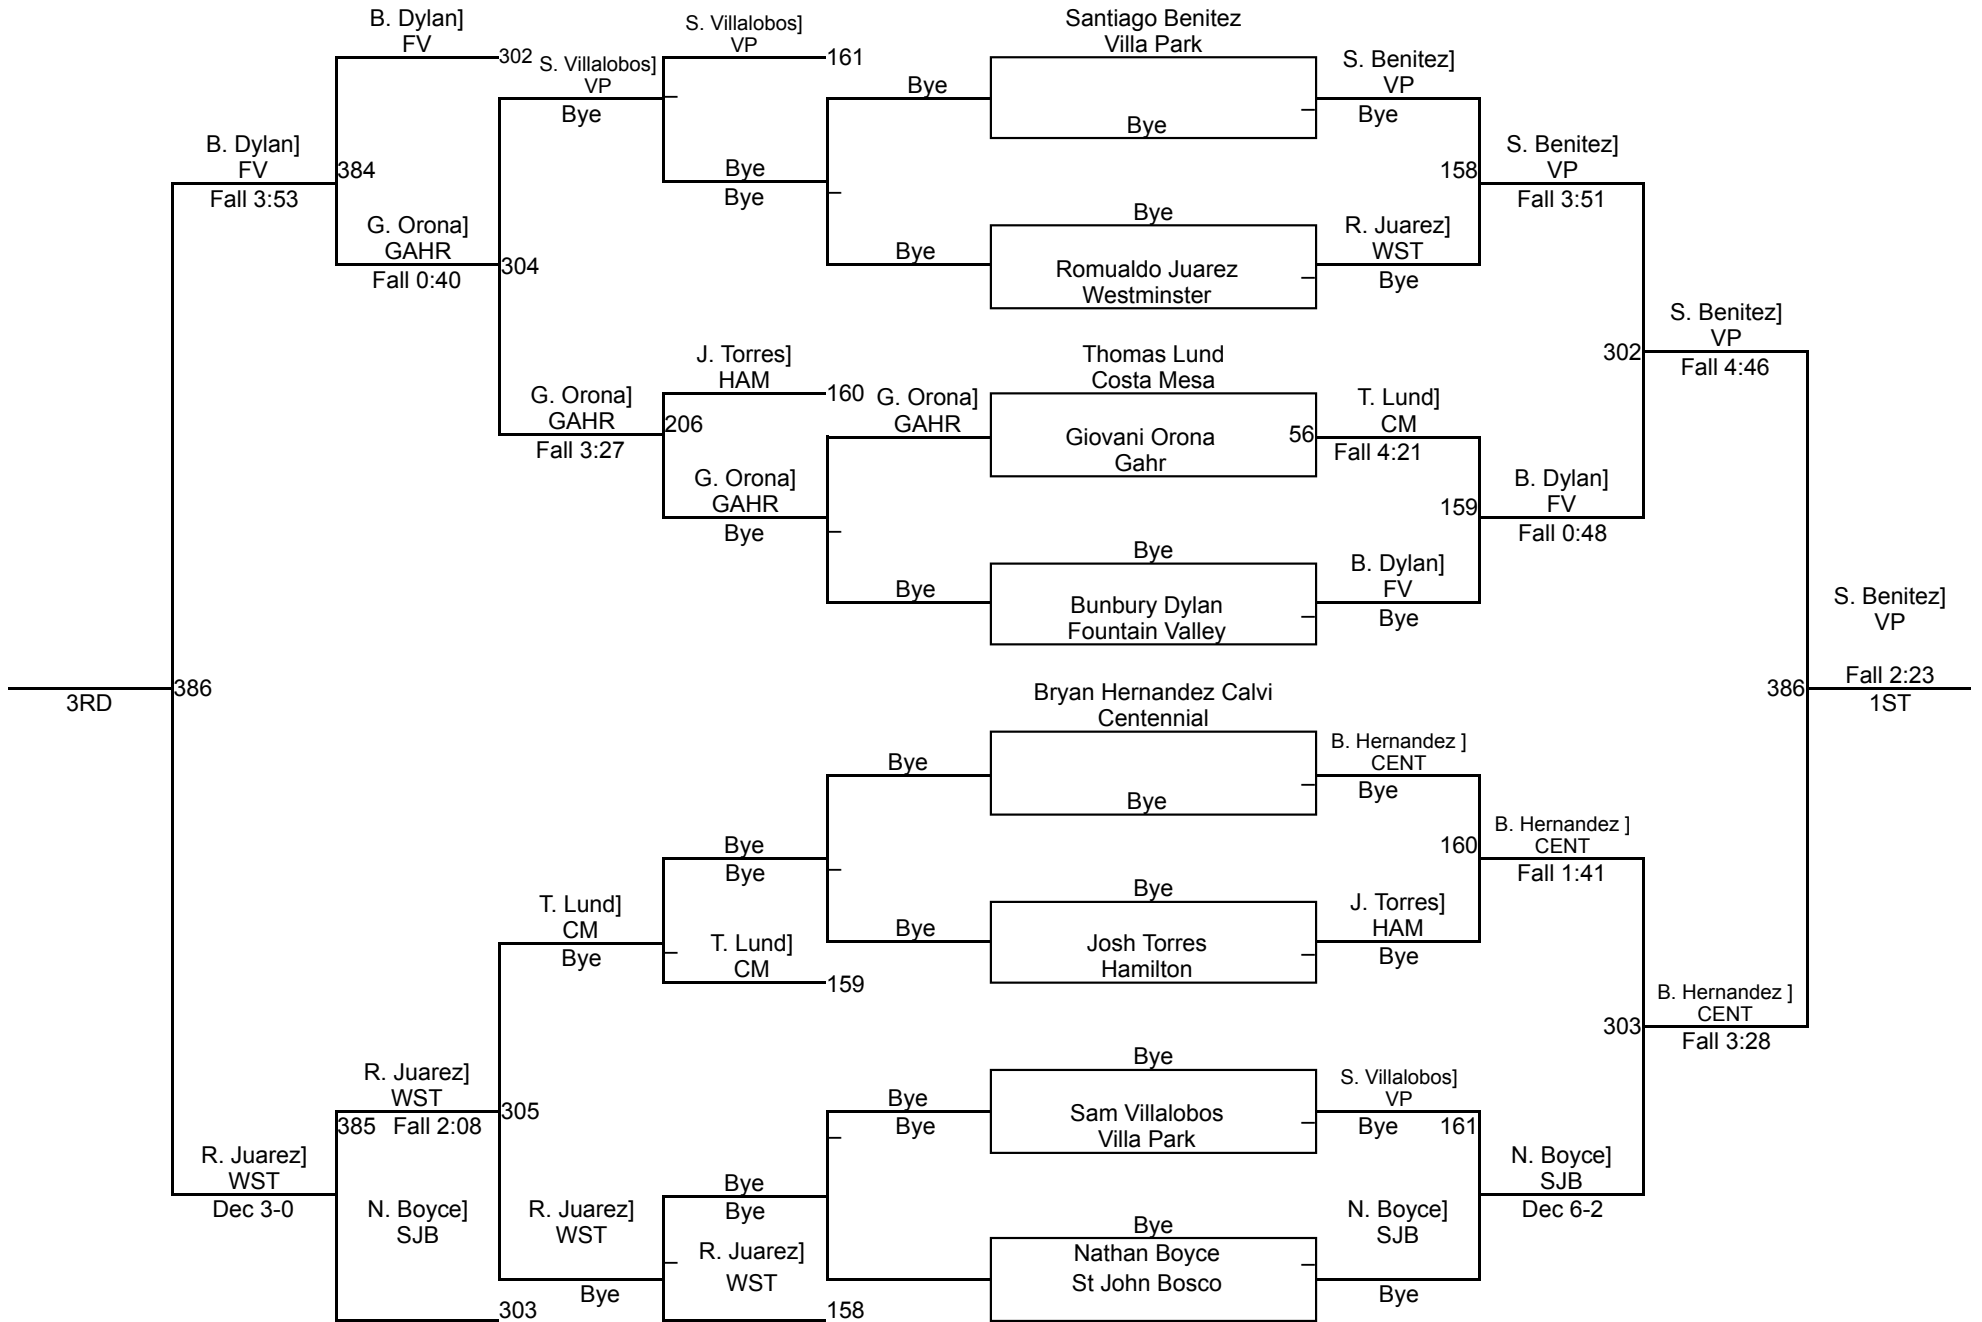 B. Dylan]
FV
302
S. Villalobos]
VP
Bye
S. Villalobos]
VP
161
Bye
Bye
Bye
Bye
Santiago Benitez
Villa Park
Bye
Bye
Romualdo Juarez
Westminster
S. Benitez]
VP
Bye
158
R. Juarez]
WST
Bye
S. Benitez]
VP
Fall 3:51
B. Dylan]
FV
Fall 3:53
384
G. Orona]
GAHR
Fall 0:40
304
J. Torres]
HAM
160
G. Orona]
GAHR
Fall 3:27
206
G. Orona]
GAHR
Bye
G. Orona]
GAHR
Bye
Thomas Lund
Costa Mesa
Giovani Orona
Gahr
56
Bye
Bunbury Dylan
Fountain Valley
T. Lund]
CM
Fall 4:21
159
B. Dylan]
FV
Bye
B. Dylan]
FV
Fall 0:48
302
S. Benitez]
VP
Fall 4:46
S. Benitez]
VP
Fall 2:23
1ST
386
3RD
386
Bryan Hernandez Calvi
Centennial
Bye
Bye
Josh Torres
Hamilton
B. Hernandez ]
CENT
Bye
160
J. Torres]
HAM
Bye
B. Hernandez ]
CENT
Fall 1:41
Bye
Bye
Bye
Bye
T. Lund]
CM
Bye
T. Lund]
CM
159
303
B. Hernandez ]
CENT
Fall 3:28
R. Juarez]
WST
385 Fall 2:08
305
R. Juarez]
WST
Dec 3-0
N. Boyce]
SJB
303
R. Juarez]
WST
Bye
Bye
Bye
R. Juarez]
WST
158
Bye
Bye
Bye
Sam Villalobos
Villa Park
Bye
Nathan Boyce
St John Bosco
S. Villalobos]
VP
Bye
161
N. Boyce]
SJB
Bye
N. Boyce]
SJB
Dec 6-2